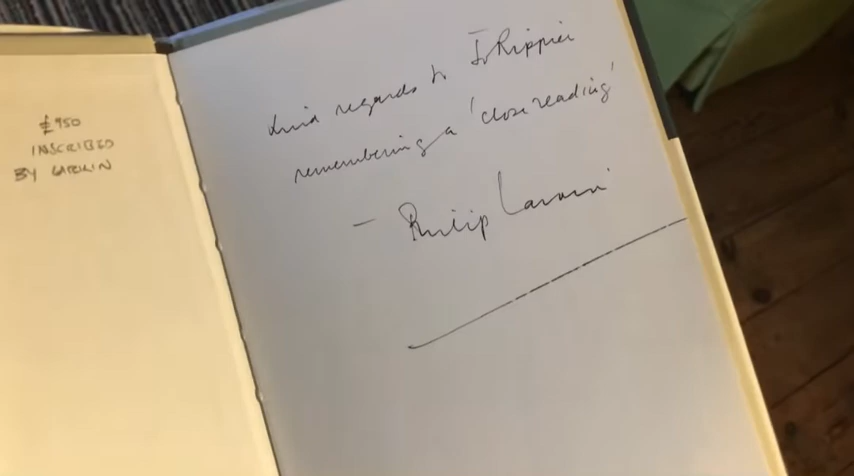 £950
INSCRIBED
BY LARKIN
kind regards to
remembering a 'close reading'
— Philip Larkin